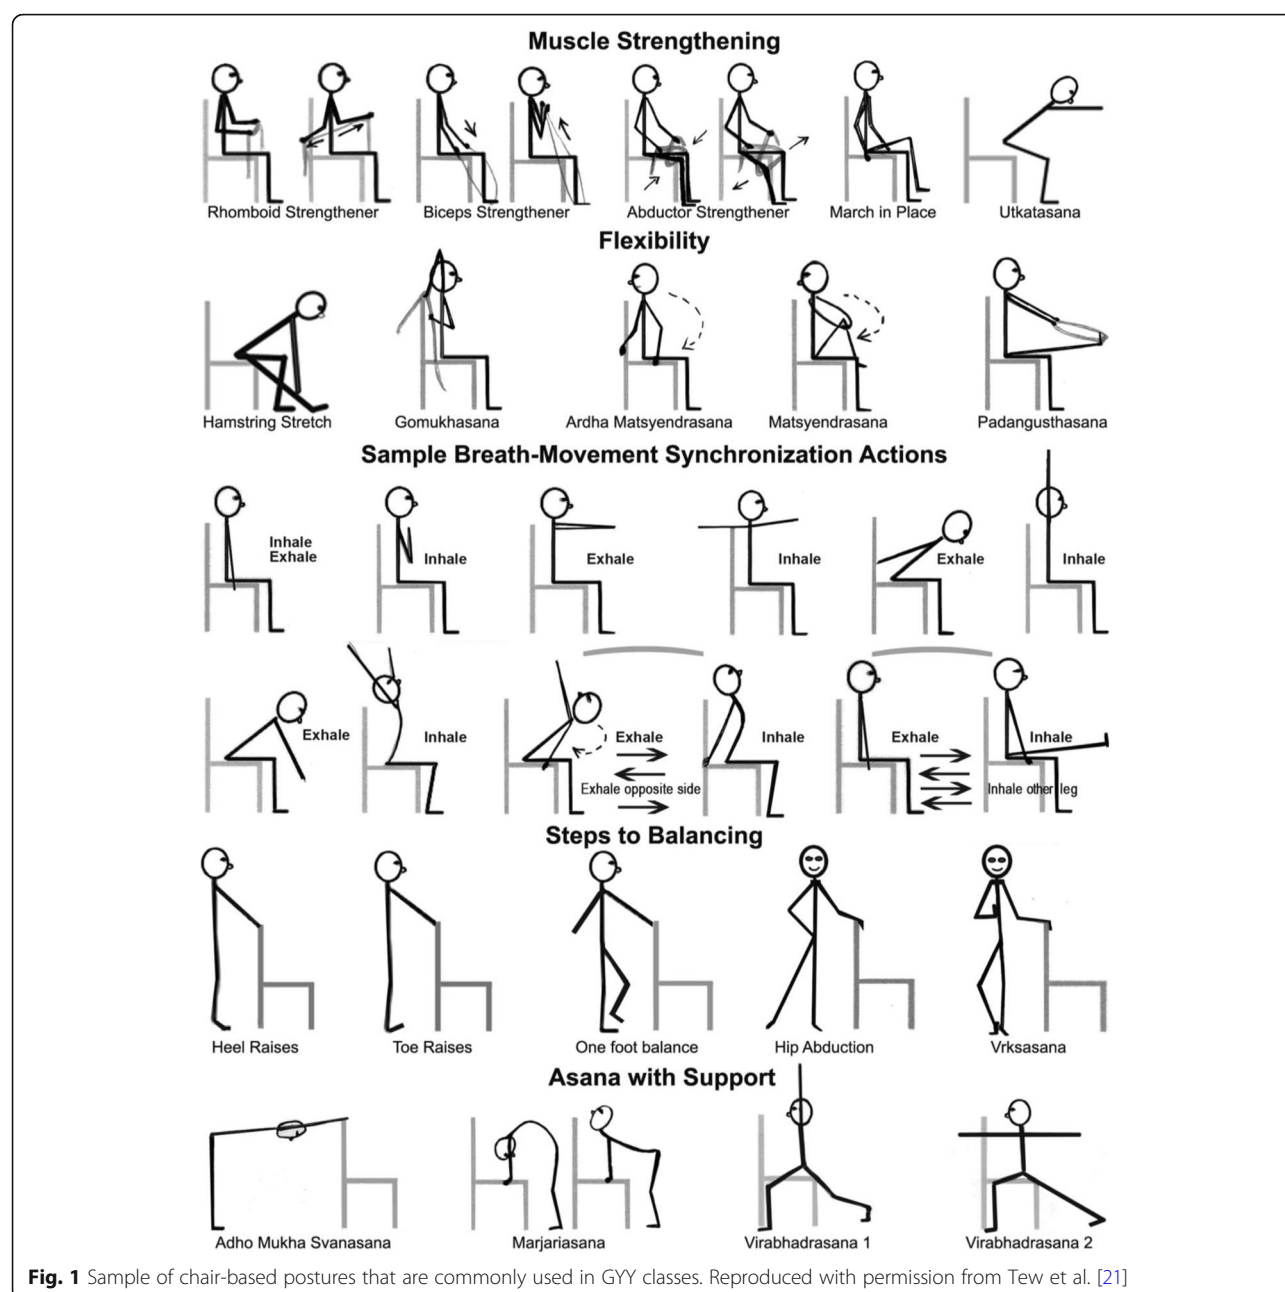 Muscle Strengthening
Rhomboid Strengthener
Biceps Strengthener
Abductor Strengthener
March in Place
Utkatasana
Flexibility
Hamstring Stretch
Gomukhasana
Ardha Matsyendrasana
Matsyendrasana
Padangusthasana
Sample Breath-Movement Synchronization Actions
Inhale
Exhale
Inhale
Exhale
Inhale
Exhale
Inhale
Exhale
Inhale
Exhale
Exhale opposite side
Inhale
Exhale
Inhale
Inhale other leg
Steps to Balancing
Heel Raises
Toe Raises
One foot balance
Hip Abduction
Vrksasana
Asana with Support
Adho Mukha Svanasana
Marjariasana
Virabhadrasana 1
Virabhadrasana 2
Fig. 1 Sample of chair-based postures that are commonly used in GYY classes. Reproduced with permission from Tew et al. [21]